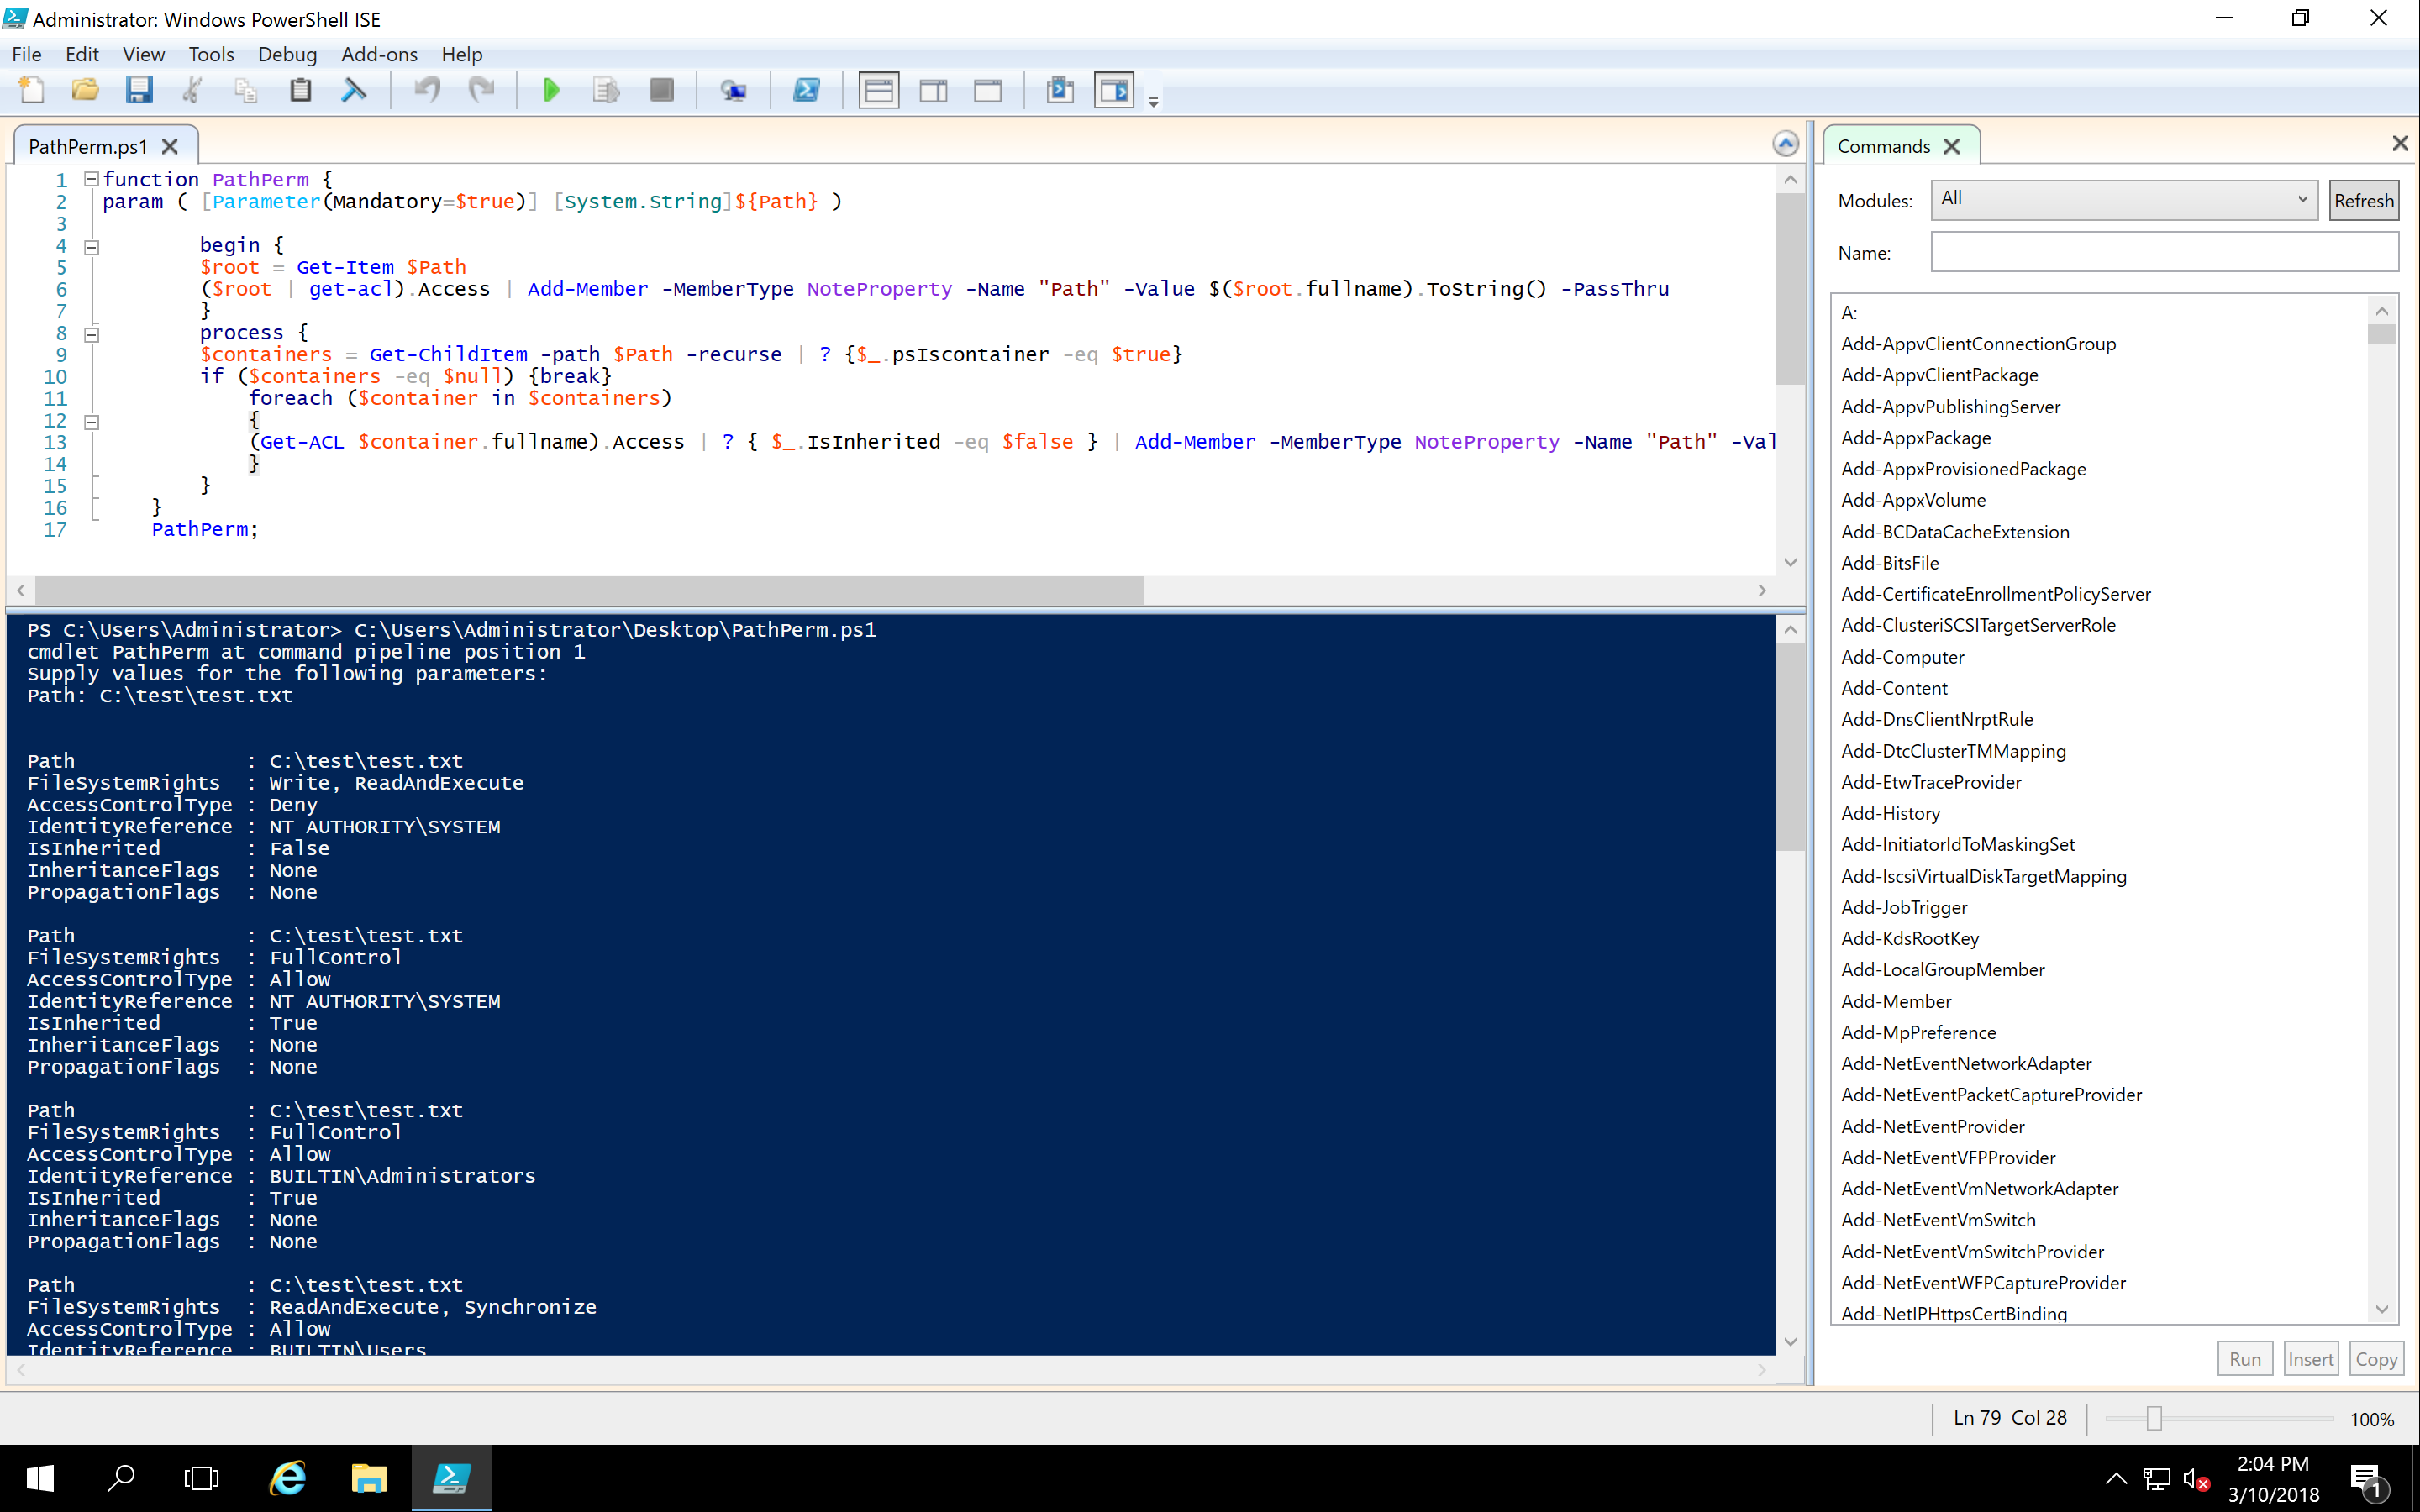 Administrator: Windows PowerShell ISE
File Edit View Tools Debug Add-ons Help
PathPerm.ps1
1 function PathPerm {
2 param ( [Parameter(Mandatory=$true)] [System.String]${Path} )
3
4 begin {
5 $root = Get-Item $Path
6 ($root | get-acl).Access | Add-Member -MemberType NoteProperty -Name "Path" -Value $($root.fullname).ToString() -PassThru
7 }
8 process {
9 $containers = Get-ChildItem -path $Path -recurse | ? {$_.psIscontainer -eq $true}
10 if ($containers -eq $null) {break}
11 foreach ($container in $containers)
12 {
13 (Get-ACL $container.fullname).Access | ? { $_.IsInherited -eq $false } | Add-Member -MemberType NoteProperty -Name "Path" -Val
14 }
15 }
16 }
17 PathPerm;
PS C:\Users\Administrator> C:\Users\Administrator\Desktop\PathPerm.ps1
cmdlet PathPerm at command pipeline position 1
Supply values for the following parameters:
Path: C:\test\test.txt
Path : C:\test\test.txt
FileSystemRights : Write, ReadAndExecute
AccessControlType : Deny
IdentityReference : NT AUTHORITY\SYSTEM
IsInherited : False
InheritanceFlags : None
PropagationFlags : None
Path : C:\test\test.txt
FileSystemRights : FullControl
AccessControlType : Allow
IdentityReference : NT AUTHORITY\SYSTEM
IsInherited : True
InheritanceFlags : None
PropagationFlags : None
Path : C:\test\test.txt
FileSystemRights : FullControl
AccessControlType : Allow
IdentityReference : BUILTIN\Administrators
IsInherited : True
InheritanceFlags : None
PropagationFlags : None
Path : C:\test\test.txt
FileSystemRights : ReadAndExecute, Synchronize
AccessControlType : Allow
IdentityReference : BUILTIN\Users
Commands
Modules: All Refresh
Name:
A:
Add-AppvClientConnectionGroup
Add-AppvClientPackage
Add-AppvPublishingServer
Add-AppxPackage
Add-AppxProvisionedPackage
Add-AppxVolume
Add-BCDataCacheExtension
Add-BitsFile
Add-CertificateEnrollmentPolicyServer
Add-ClusteriSCSITargetServerRole
Add-Computer
Add-Content
Add-DnsClientNrptRule
Add-DtcClusterTMMapping
Add-EtwTraceProvider
Add-History
Add-InitiatorIdToMaskingSet
Add-IscsiVirtualDiskTargetMapping
Add-JobTrigger
Add-KdsRootKey
Add-LocalGroupMember
Add-Member
Add-MpPreference
Add-NetEventNetworkAdapter
Add-NetEventPacketCaptureProvider
Add-NetEventProvider
Add-NetEventVFPProvider
Add-NetEventVmNetworkAdapter
Add-NetEventVmSwitch
Add-NetEventVmSwitchProvider
Add-NetEventWFPCaptureProvider
Add-NetIPHttpsCertBinding
Run Insert Copy
Ln 79 Col 28 100%
2:04 PM
3/10/2018
1